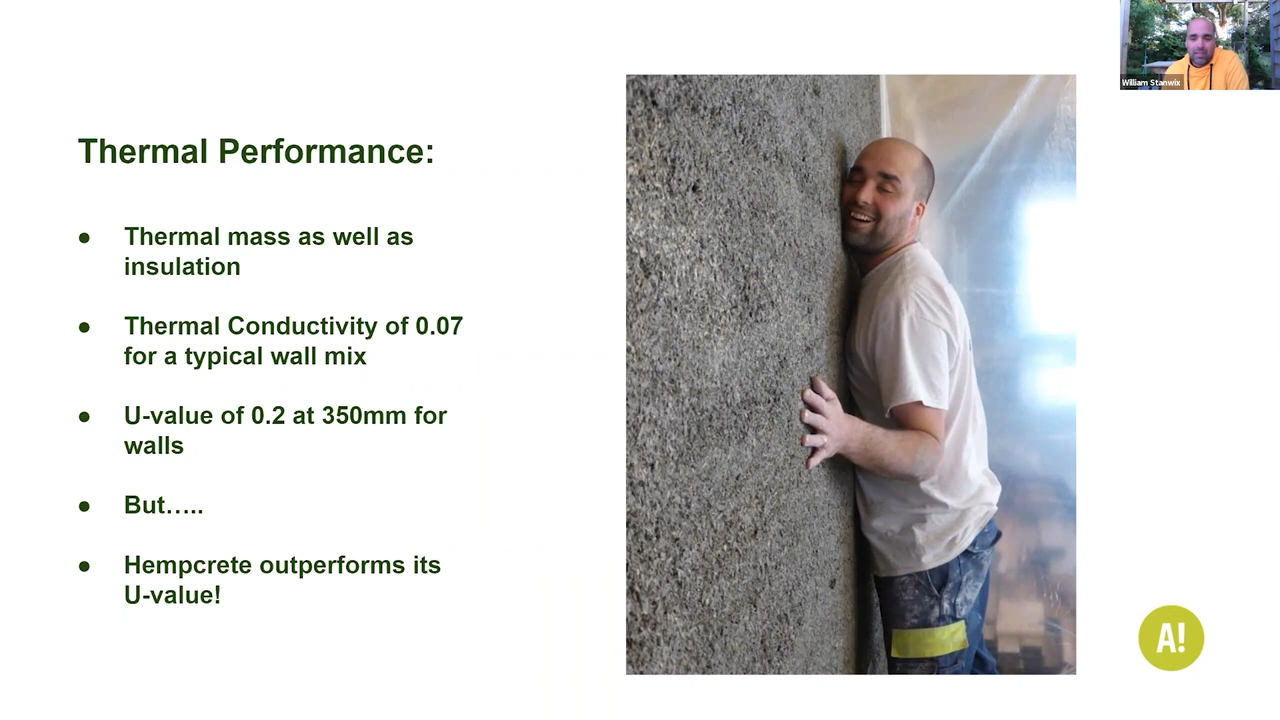 William Stanwix
Thermal Performance:
● Thermal mass as well as
insulation
● Thermal Conductivity of 0.07
for a typical wall mix
● U-value of 0.2 at 350mm for
walls
● But…..
● Hempcrete outperforms its
U-value!
A!